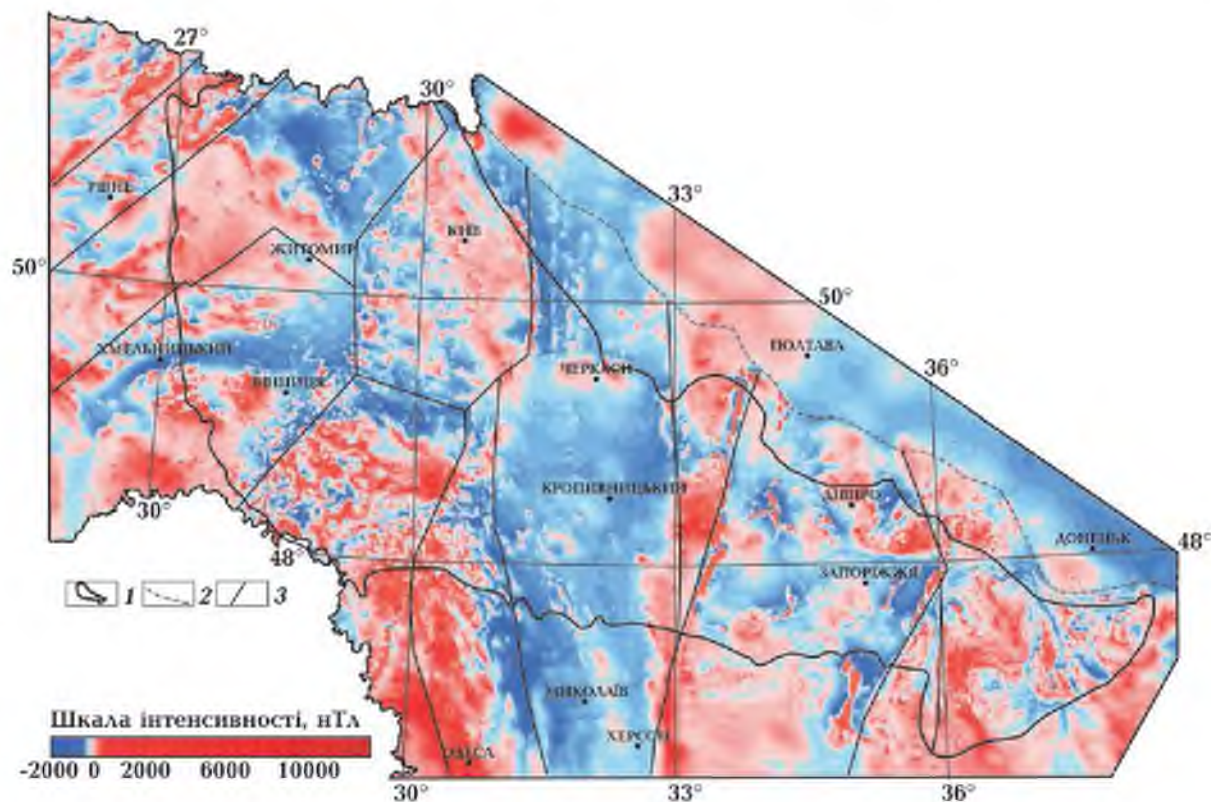 27°
30°
33°
РІВНЕ
КИЇВ
ЖИТОМИР
50°
50°
ПОЛТАВА
ХМЕЛЬНИЦЬКИЙ
36°
ЧЕРКАСИ
ВІННИЦЯ
КРОПИВНИЦЬКИЙ
ДНІПРО
30°
ДОНЕЦЬК
48°
48°
ЗАПОРІЖЖЯ
1 2 3
МИКОЛАЇВ
Шкала інтенсивності, нТл
ХЕРСОН
ОДЕСА
-2000 0 2000 6000 10000
30°
33°
36°